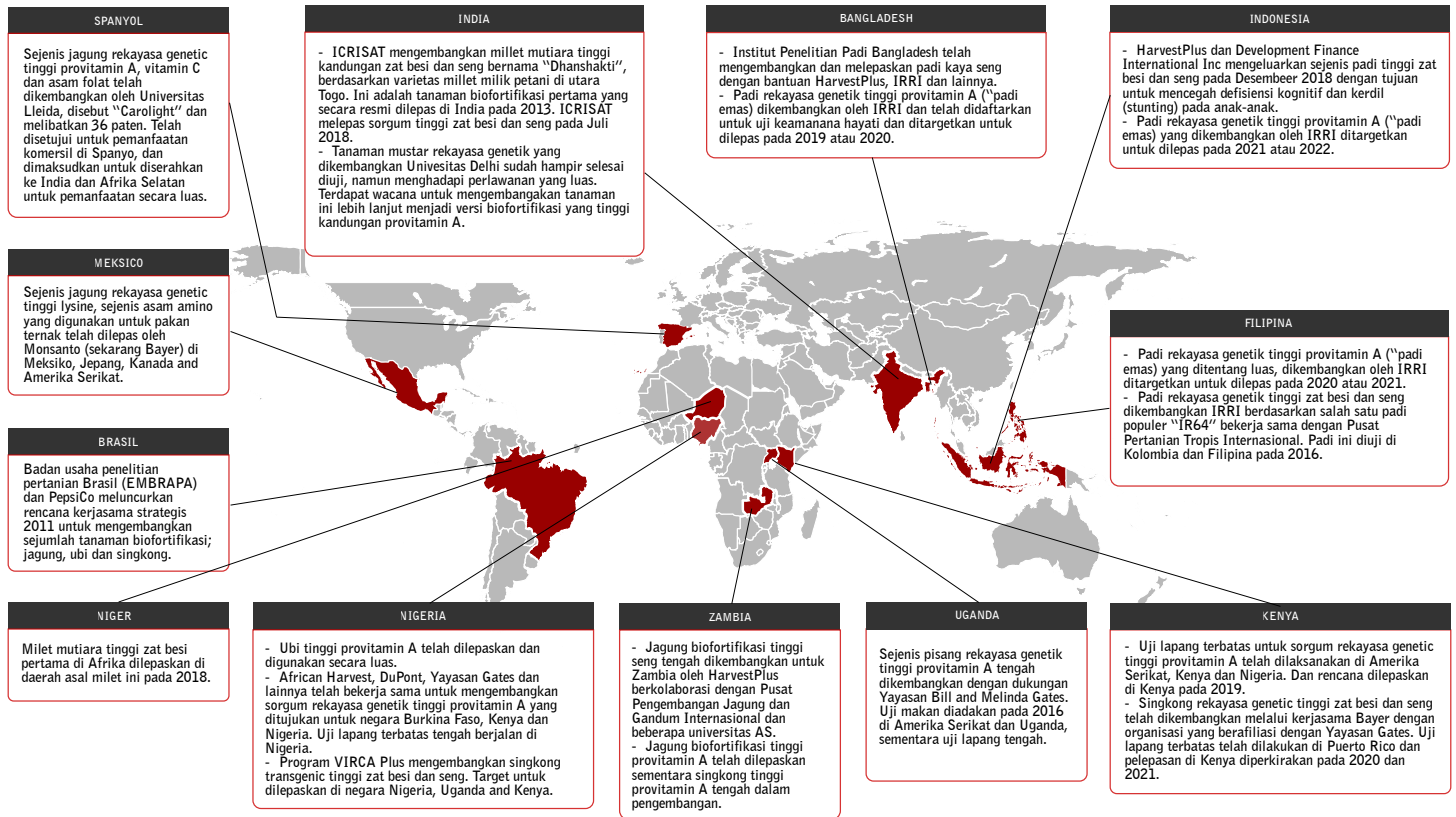 SPANYOL
Sejenis jagung rekayasa genetic
tinggi provitamin A, vitamin C
dan asam folat telah
dikembangkan oleh Universitas
Lleida, disebut “Carolight” dan
melibatkan 36 paten. Telah
disetujui untuk pemanfaatan
komersil di Spanyo, dan
dimaksudkan untuk diserahkan
ke India dan Afrika Selatan
untuk pemanfaatan secara luas.
INDIA
- ICRISAT mengembangkan millet mutiara tinggi
kandungan zat besi dan seng bernama “Dhanshakti”,
berdasarkan varietas millet milik petani di utara
Togo. Ini adalah tanaman biofortifikasi pertama yang
secara resmi dilepas di India pada 2013. ICRISAT
melepas sorgum tinggi zat besi dan seng pada Juli
2018.
- Tanaman mustar rekayasa genetik yang
dikembangkan Univesitas Delhi sudah hampir selesai
diuji, namun menghadapi perlawanan yang luas.
Terdapat wacana untuk mengembangakan tanaman
ini lebih lanjut menjadi versi biofortifikasi yang tinggi
kandungan provitamin A.
BANGLADESH
- Institut Penelitian Padi Bangladesh telah
mengembangkan dan melepaskan padi kaya seng
dengan bantuan HarvestPlus, IRRI dan lainnya.
- Padi rekayasa genetik tinggi provitamin A (“padi
emas) dikembangkan oleh IRRI dan telah didaftarkan
untuk uji keamanana hayati dan ditargetkan untuk
dilepas pada 2019 atau 2020.
INDONESIA
- HarvestPlus dan Development Finance
International Inc mengeluarkan sejenis padi tinggi zat
besi dan seng pada Desembeer 2018 dengan tujuan
untuk mencegah defisiensi kognitif dan kerdil
(stunting) pada anak-anak.
- Padi rekayasa genetik tinggi provitamin A (“padi
emas) yang dikembangkan oleh IRRI ditargetkan
untuk dilepas pada 2021 atau 2022.
MEKSICO
Sejenis jagung rekayasa genetic
tinggi lysine, sejenis asam amino
yang digunakan untuk pakan
ternak telah dilepas oleh
Monsanto (sekarang Bayer) di
Meksiko, Jepang, Kanada and
Amerika Serikat.
FILIPINA
- Padi rekayasa genetik tinggi provitamin A (“padi
emas) yang ditentang luas, dikembangkan oleh IRRI
ditargetkan untuk dilepas pada 2020 atau 2021.
- Padi rekayasa genetik tinggi zat besi dan seng
dikembangkan IRRI berdasarkan salah satu padi
populer “IR64” bekerja sama dengan Pusat
Pertanian Tropis Internasional. Padi ini diuji di
Kolombia dan Filipina pada 2016.
BRASIL
Badan usaha penelitian
pertanian Brasil (EMBRAPA)
dan PepsiCo meluncurkan
rencana kerjasama strategis
2011 untuk mengembangkan
sejumlah tanaman biofortifikasi;
jagung, ubi dan singkong.
NIGER
Milet mutiara tinggi zat besi
pertama di Afrika dilepaskan di
daerah asal milet ini pada 2018.
NIGERIA
- Ubi tinggi provitamin A telah dilepaskan dan
digunakan secara luas.
- African Harvest, DuPont, Yayasan Gates dan
lainnya telah bekerja sama untuk mengembangkan
sorgum rekayasa genetik tinggi provitamin A yang
ditujukan untuk negara Burkina Faso, Kenya dan
Nigeria. Uji lapang terbatas tengah berjalan di
Nigeria.
- Program VIRCA Plus mengembangkan singkong
transgenic tinggi zat besi dan seng. Target untuk
dilepaskan di negara Nigeria, Uganda and Kenya.
ZAMBIA
- Jagung biofortifikasi tinggi
seng tengah dikembangkan untuk
Zambia oleh HarvestPlus
berkolaborasi dengan Pusat
Pengembangan Jagung dan
Gandum Internasional dan
beberapa universitas AS.
- Jagung biofortifikasi tinggi
provitamin A telah dilepaskan
sementara singkong tinggi
provitamin A tengah dalam
pengembangan.
UGANDA
Sejenis pisang rekayasa genetik
tinggi provitamin A tengah
dikembangkan dengan dukungan
Yayasan Bill and Melinda Gates.
Uji makan diadakan pada 2016
di Amerika Serikat dan Uganda,
sementara uji lapang tengah.
KENYA
- Uji lapang terbatas untuk sorgum rekayasa genetic
tinggi provitamin A telah dilaksanakan di Amerika
Serikat, Kenya dan Nigeria. Dan rencana dilepaskan
di Kenya pada 2019.
- Singkong rekayasa genetic tinggi zat besi dan seng
telah dikembangkan melalui kerjasama Bayer dengan
organisasi yang berafiliasi dengan Yayasan Gates. Uji
lapang terbatas telah dilakukan di Puerto Rico dan
pelepasan di Kenya diperkirakan pada 2020 dan
2021.